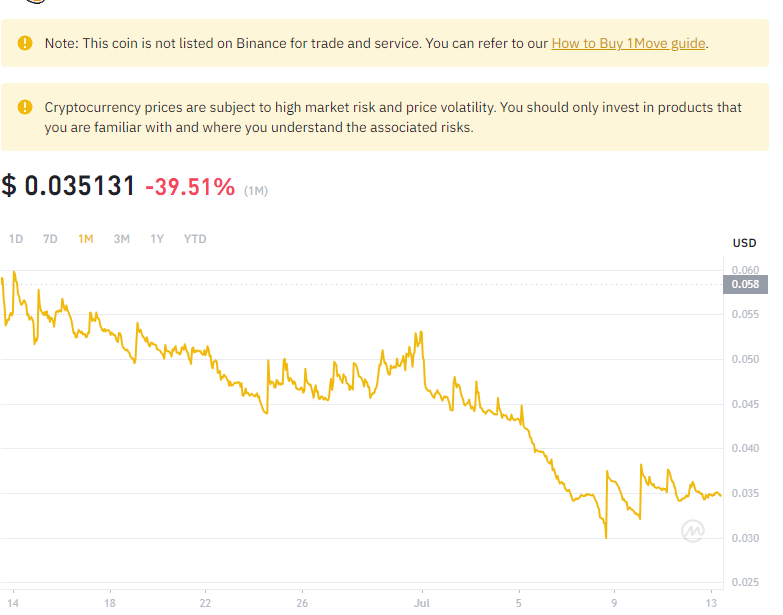 Note: This coin is not listed on Binance for trade and service. You can refer to our How to Buy 1Move guide.
Cryptocurrency prices are subject to high market risk and price volatility. You should only invest in products that
you are familiar with and where you understand the associated risks.
$ 0.035131 -39.51% (1M)
1D 7D 1M 3M 1Y YTD
USD
0.060
0.058
0.055
0.050
0.045
0.040
0.035
0.030
0.025
14 18 22 26 Jul 5 9 13